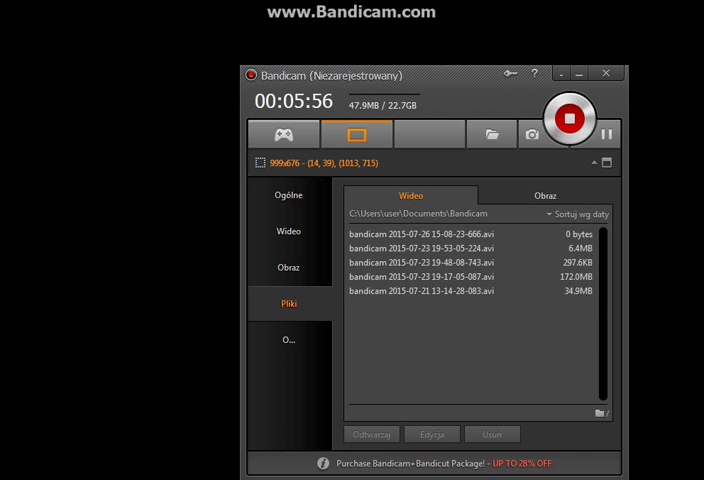 www.Bandicam.com
Bandicam (Niezarejestrowany)
00:05:56
47.9MB / 22.7GB
999x676 - (14, 39), (1013, 715)
Ogólne
Wideo
Obraz
Pliki
O...
Wideo
Obraz
C:\Users\user\Documents\Bandicam
Sortuj wg daty
bandicam 2015-07-26 15-08-23-666.avi 0 bytes
bandicam 2015-07-23 19-53-05-224.avi 6.4MB
bandicam 2015-07-23 19-48-08-743.avi 297.6KB
bandicam 2015-07-23 19-17-05-087.avi 172.0MB
bandicam 2015-07-21 13-14-28-083.avi 34.9MB
Odtwarzaj
Edycja
Usuń
Purchase Bandicam+Bandicut Package! - UP TO 28% OFF